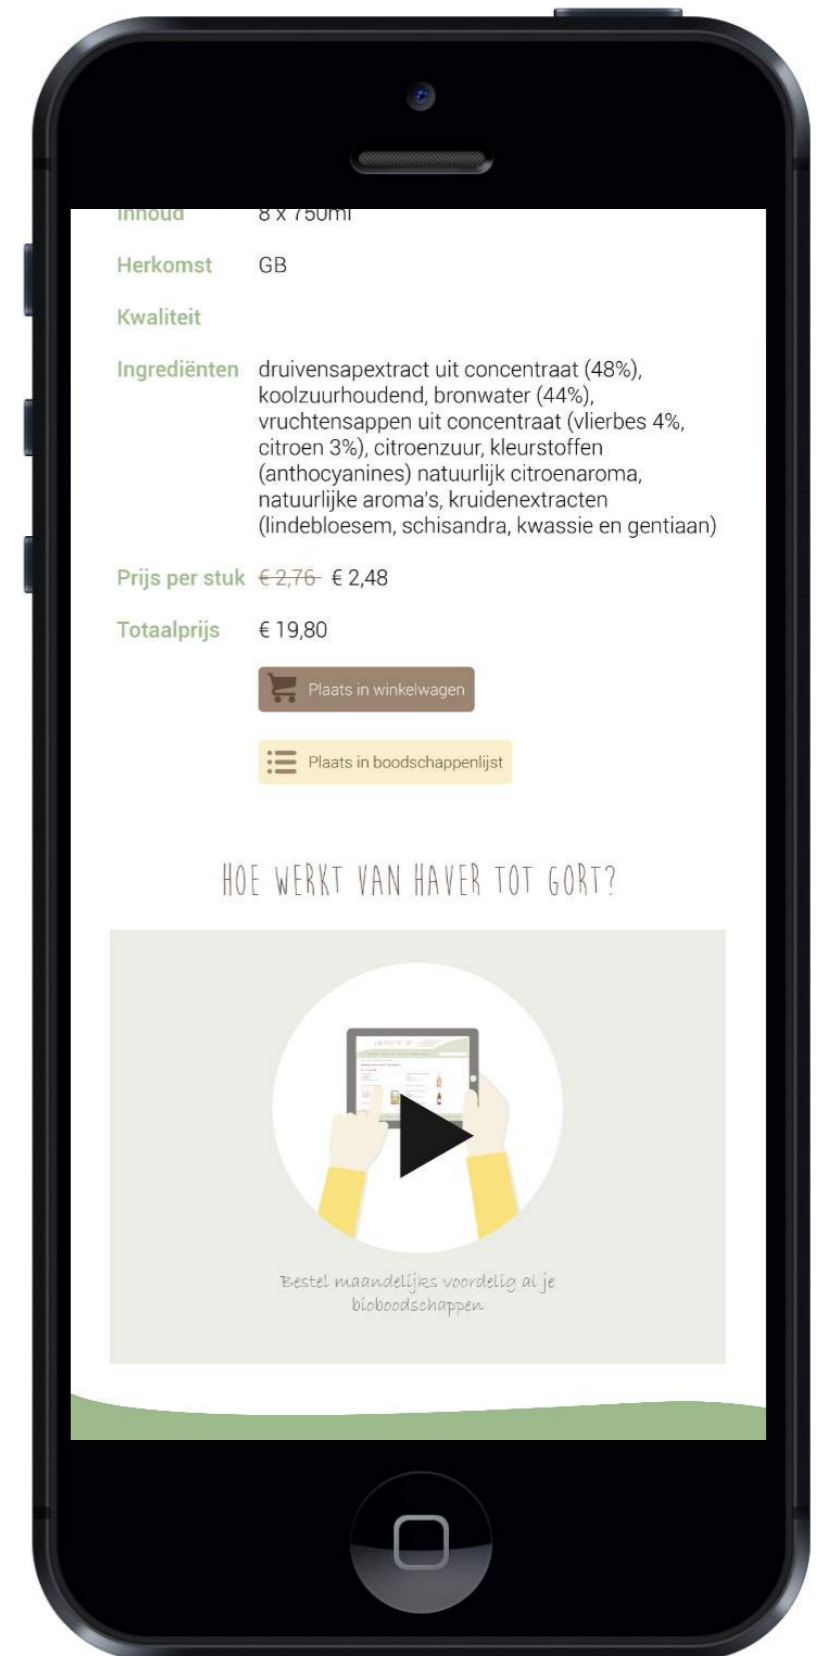 Inhoud 8 x 750ml
Herkomst GB
Kwaliteit
Ingrediënten druivensapextract uit concentraat (48%),
koolzuurhoudend, bronwater (44%),
vruchtensappen uit concentraat (vlierbes 4%,
citroen 3%), citroenzuur, kleurstoffen
(anthocyanines) natuurlijk citroenaroma,
natuurlijke aroma's, kruidenextracten
(lindebloesem, schisandra, kwassie en gentiaan)
Prijs per stuk € 2,76 € 2,48
Totaalprijs € 19,80
Plaats in winkelwagen
Plaats in boodschappenlijst
HOE WERKT VAN HAVER TOT GORT?
Bestel maandelijks voordelig al je
bioboodschappen